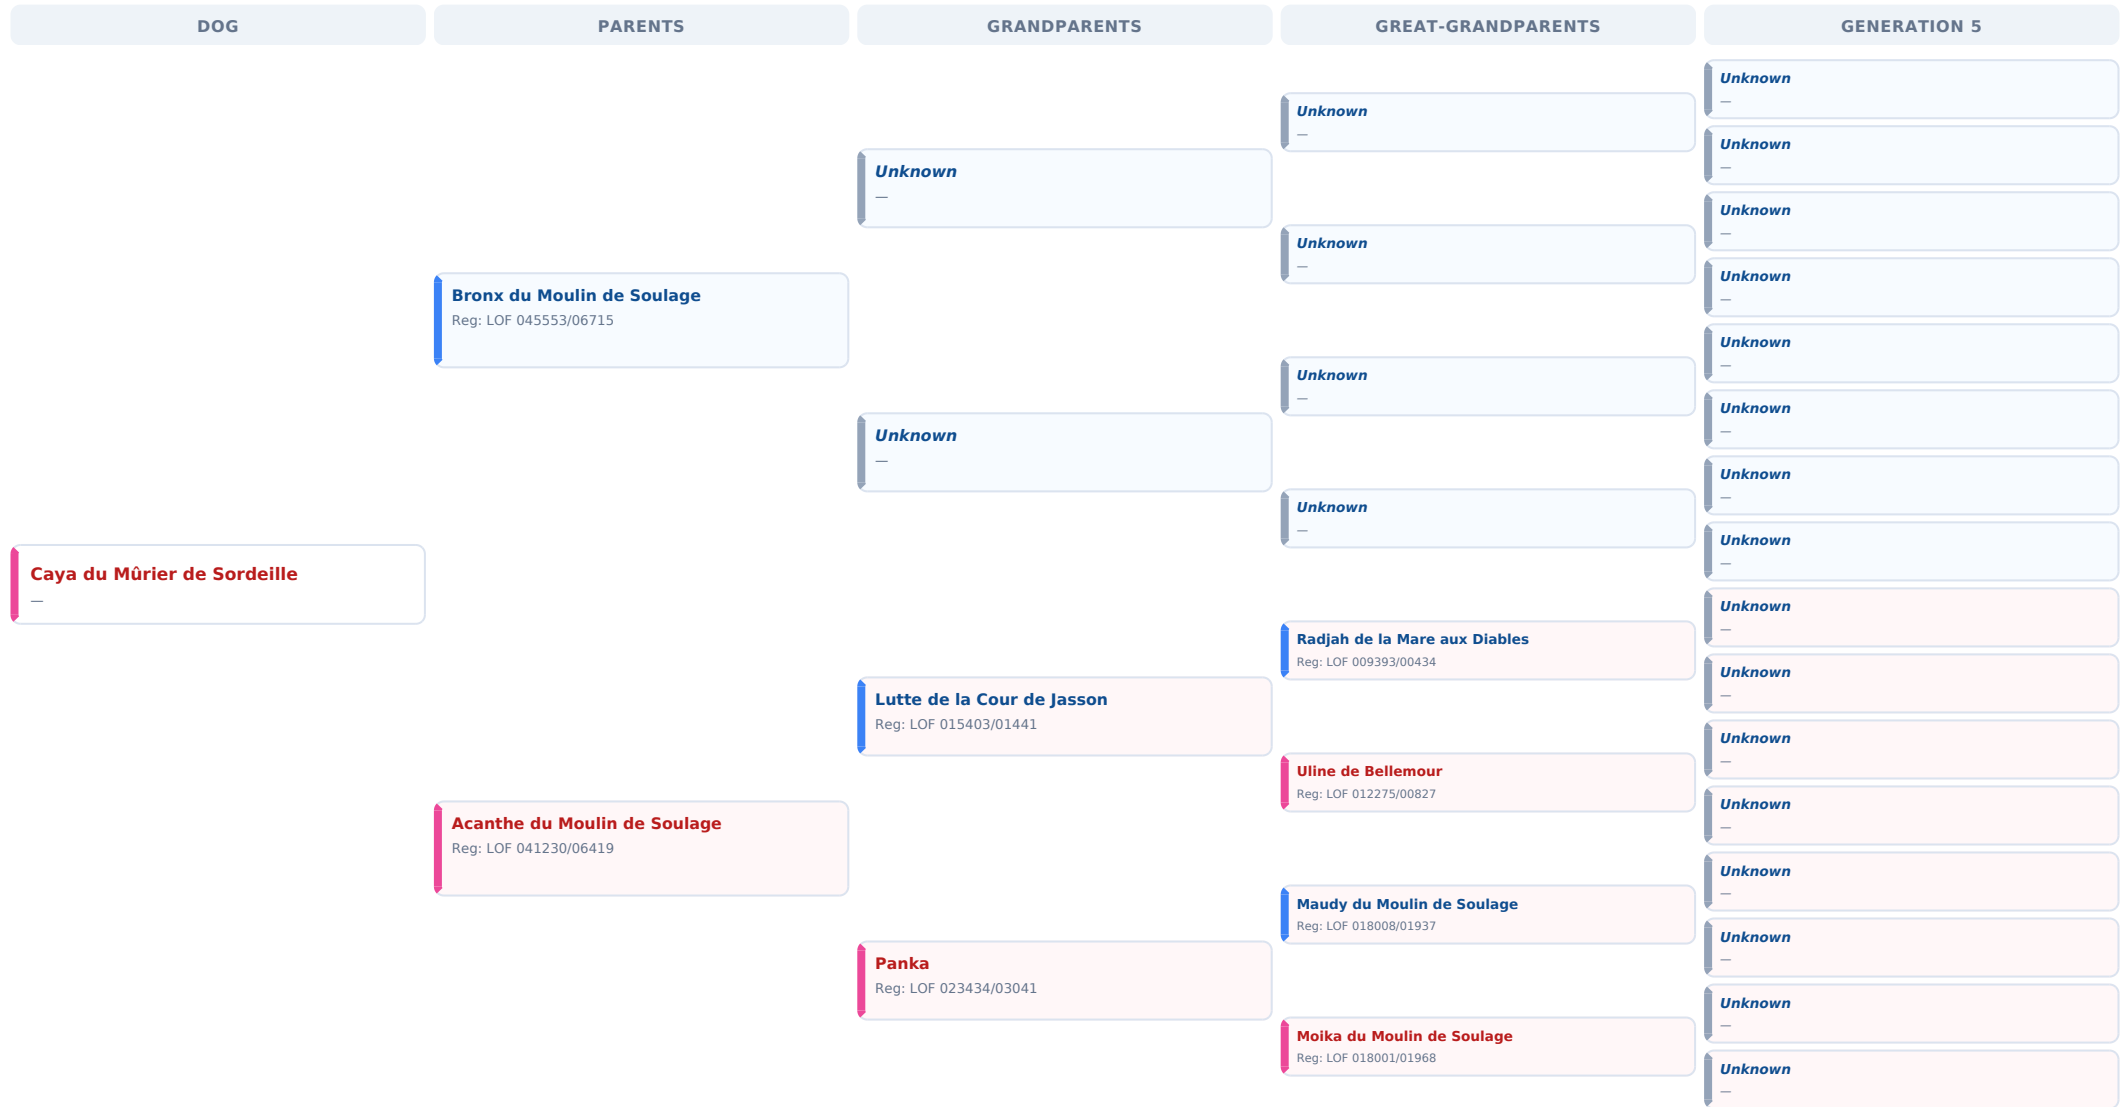 DOG
PARENTS
GRANDPARENTS
GREAT-GRANDPARENTS
GENERATION 5
Caya du Mûrier de Sordeille
—
Bronx du Moulin de Soulage
Reg: LOF 045553/06715
Acanthe du Moulin de Soulage
Reg: LOF 041230/06419
Unknown
—
Unknown
—
Lutte de la Cour de Jasson
Reg: LOF 015403/01441
Panka
Reg: LOF 023434/03041
Unknown
—
Unknown
—
Unknown
—
Unknown
—
Radjah de la Mare aux Diables
Reg: LOF 009393/00434
Uline de Bellemour
Reg: LOF 012275/00827
Maudy du Moulin de Soulage
Reg: LOF 018008/01937
Moika du Moulin de Soulage
Reg: LOF 018001/01968
Unknown
—
Unknown
—
Unknown
—
Unknown
—
Unknown
—
Unknown
—
Unknown
—
Unknown
—
Unknown
—
Unknown
—
Unknown
—
Unknown
—
Unknown
—
Unknown
—
Unknown
—
Unknown
—